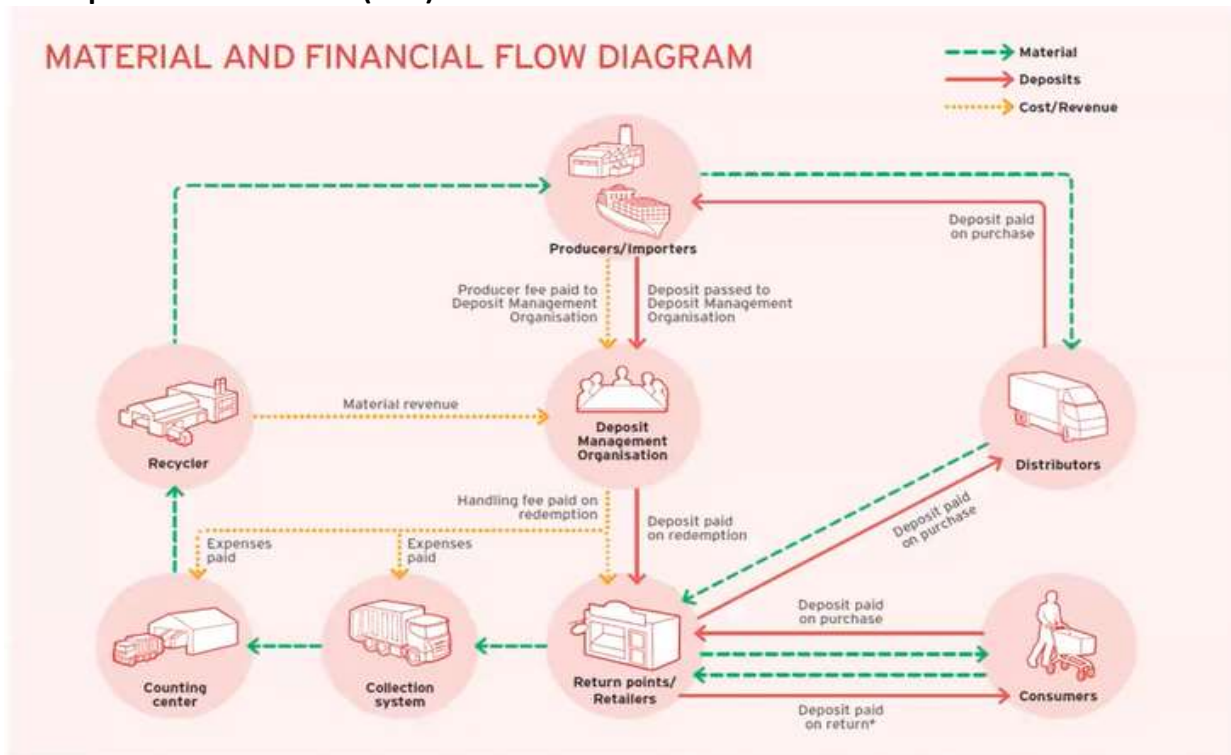 MATERIAL AND FINANCIAL FLOW DIAGRAM
Material
Deposits
Cost/Revenue
Producers/Importers
Deposit paid
on purchase
Producer fee paid to
Deposit Management
Organisation
Deposit passed to
Deposit Management
Organisation
Material revenue
Recycler
Deposit
Management
Organisation
Distributors
Handling fee paid on
redemption
Deposit paid
on redemption
Deposit paid
on purchase
Expenses
paid
Expenses
paid
Deposit paid
on purchase
Counting
center
Collection
system
Return points/
Retailers
Consumers
Deposit paid
on return*